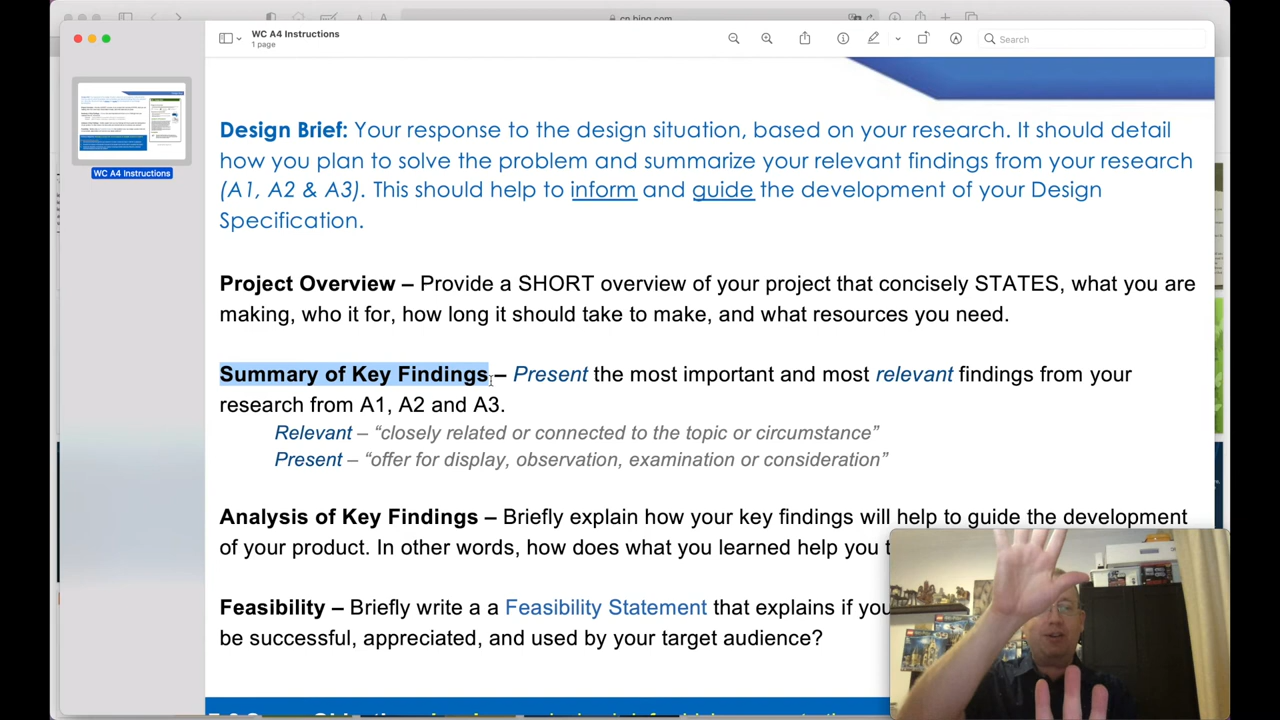 cn.bing.com
WC A4 Instructions
1 page
Search
WC A4 Instructions
Design Brief: Your response to the design situation, based on your research. It should detail
how you plan to solve the problem and summarize your relevant findings from your research
(A1, A2 & A3). This should help to inform and guide the development of your Design
Specification.
Project Overview – Provide a SHORT overview of your project that concisely STATES, what you are
making, who it for, how long it should take to make, and what resources you need.
Summary of Key Findings – Present the most important and most relevant findings from your
research from A1, A2 and A3.
Relevant – “closely related or connected to the topic or circumstance”
Present – “offer for display, observation, examination or consideration”
Analysis of Key Findings – Briefly explain how your key findings will help to guide the development
of your product. In other words, how does what you learned help you
Feasibility – Briefly write a a Feasibility Statement that explains if you
be successful, appreciated, and used by your target audience?